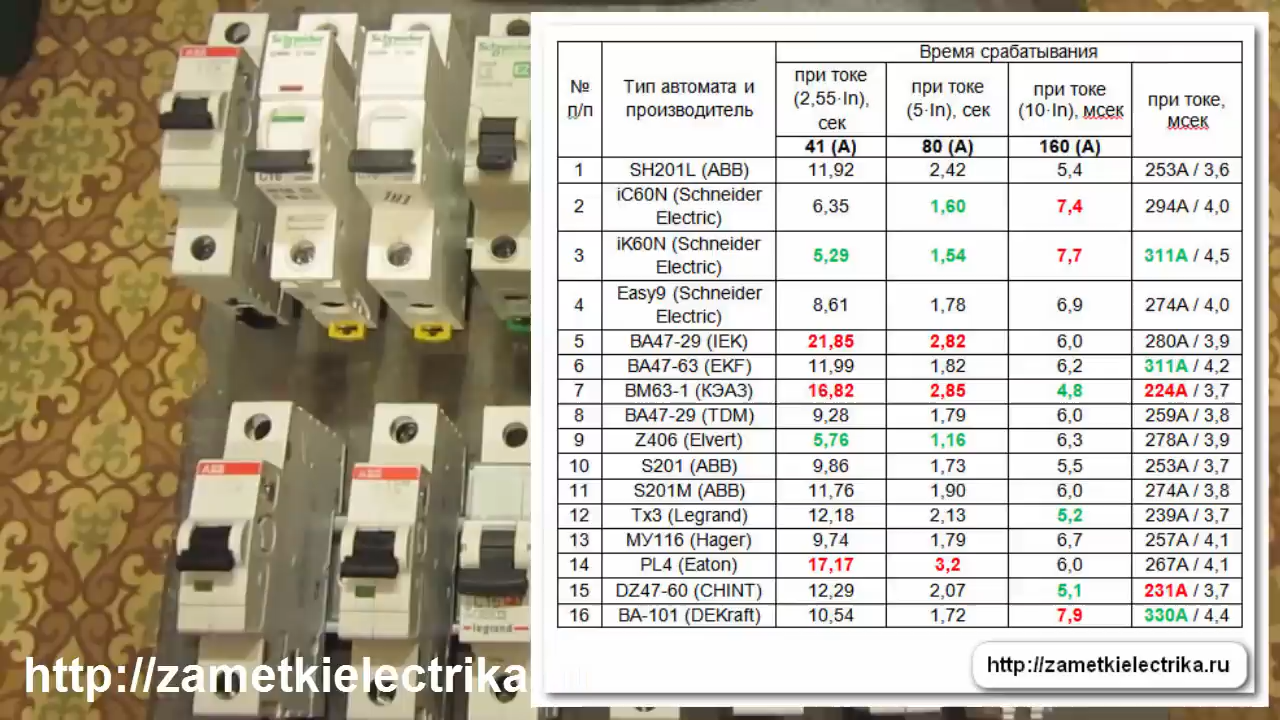 ABB
Schneider
Schneider
Schneider
EZ
C16
ABB
ABB
legrand
http://zametkielectrika
№ п/п
Тип автомата и производитель
Время срабатывания
при токе (2,55·In), сек
при токе (5·In), сек
при токе (10·In), мсек
при токе, мсек
41 (А) 80 (А) 160 (А)
1 SH201L (ABB) 11,92 2,42 5,4 253А / 3,6
2 iC60N (Schneider Electric) 6,35 1,60 7,4 294А / 4,0
3 iK60N (Schneider Electric) 5,29 1,54 7,7 311А / 4,5
4 Easy9 (Schneider Electric) 8,61 1,78 6,9 274А / 4,0
5 ВА47-29 (IEK) 21,85 2,82 6,0 280А / 3,9
6 ВА47-63 (EKF) 11,99 1,82 6,2 311А / 4,2
7 ВМ63-1 (КЭАЗ) 16,82 2,85 4,8 224А / 3,7
8 ВА47-29 (TDM) 9,28 1,79 6,0 259А / 3,8
9 Z406 (Elvert) 5,76 1,16 6,3 278А / 3,9
10 S201 (ABB) 9,86 1,73 5,5 253А / 3,7
11 S201M (ABB) 11,76 1,90 6,0 274А / 3,8
12 Tx3 (Legrand) 12,18 2,13 5,2 239А / 3,7
13 МУ116 (Hager) 9,74 1,79 6,7 257А / 4,1
14 PL4 (Eaton) 17,17 3,2 6,0 267А / 4,1
15 DZ47-60 (CHINT) 12,29 2,07 5,1 231А / 3,7
16 ВА-101 (DEKraft) 10,54 1,72 7,9 330А / 4,4
http://zametkielectrika.ru